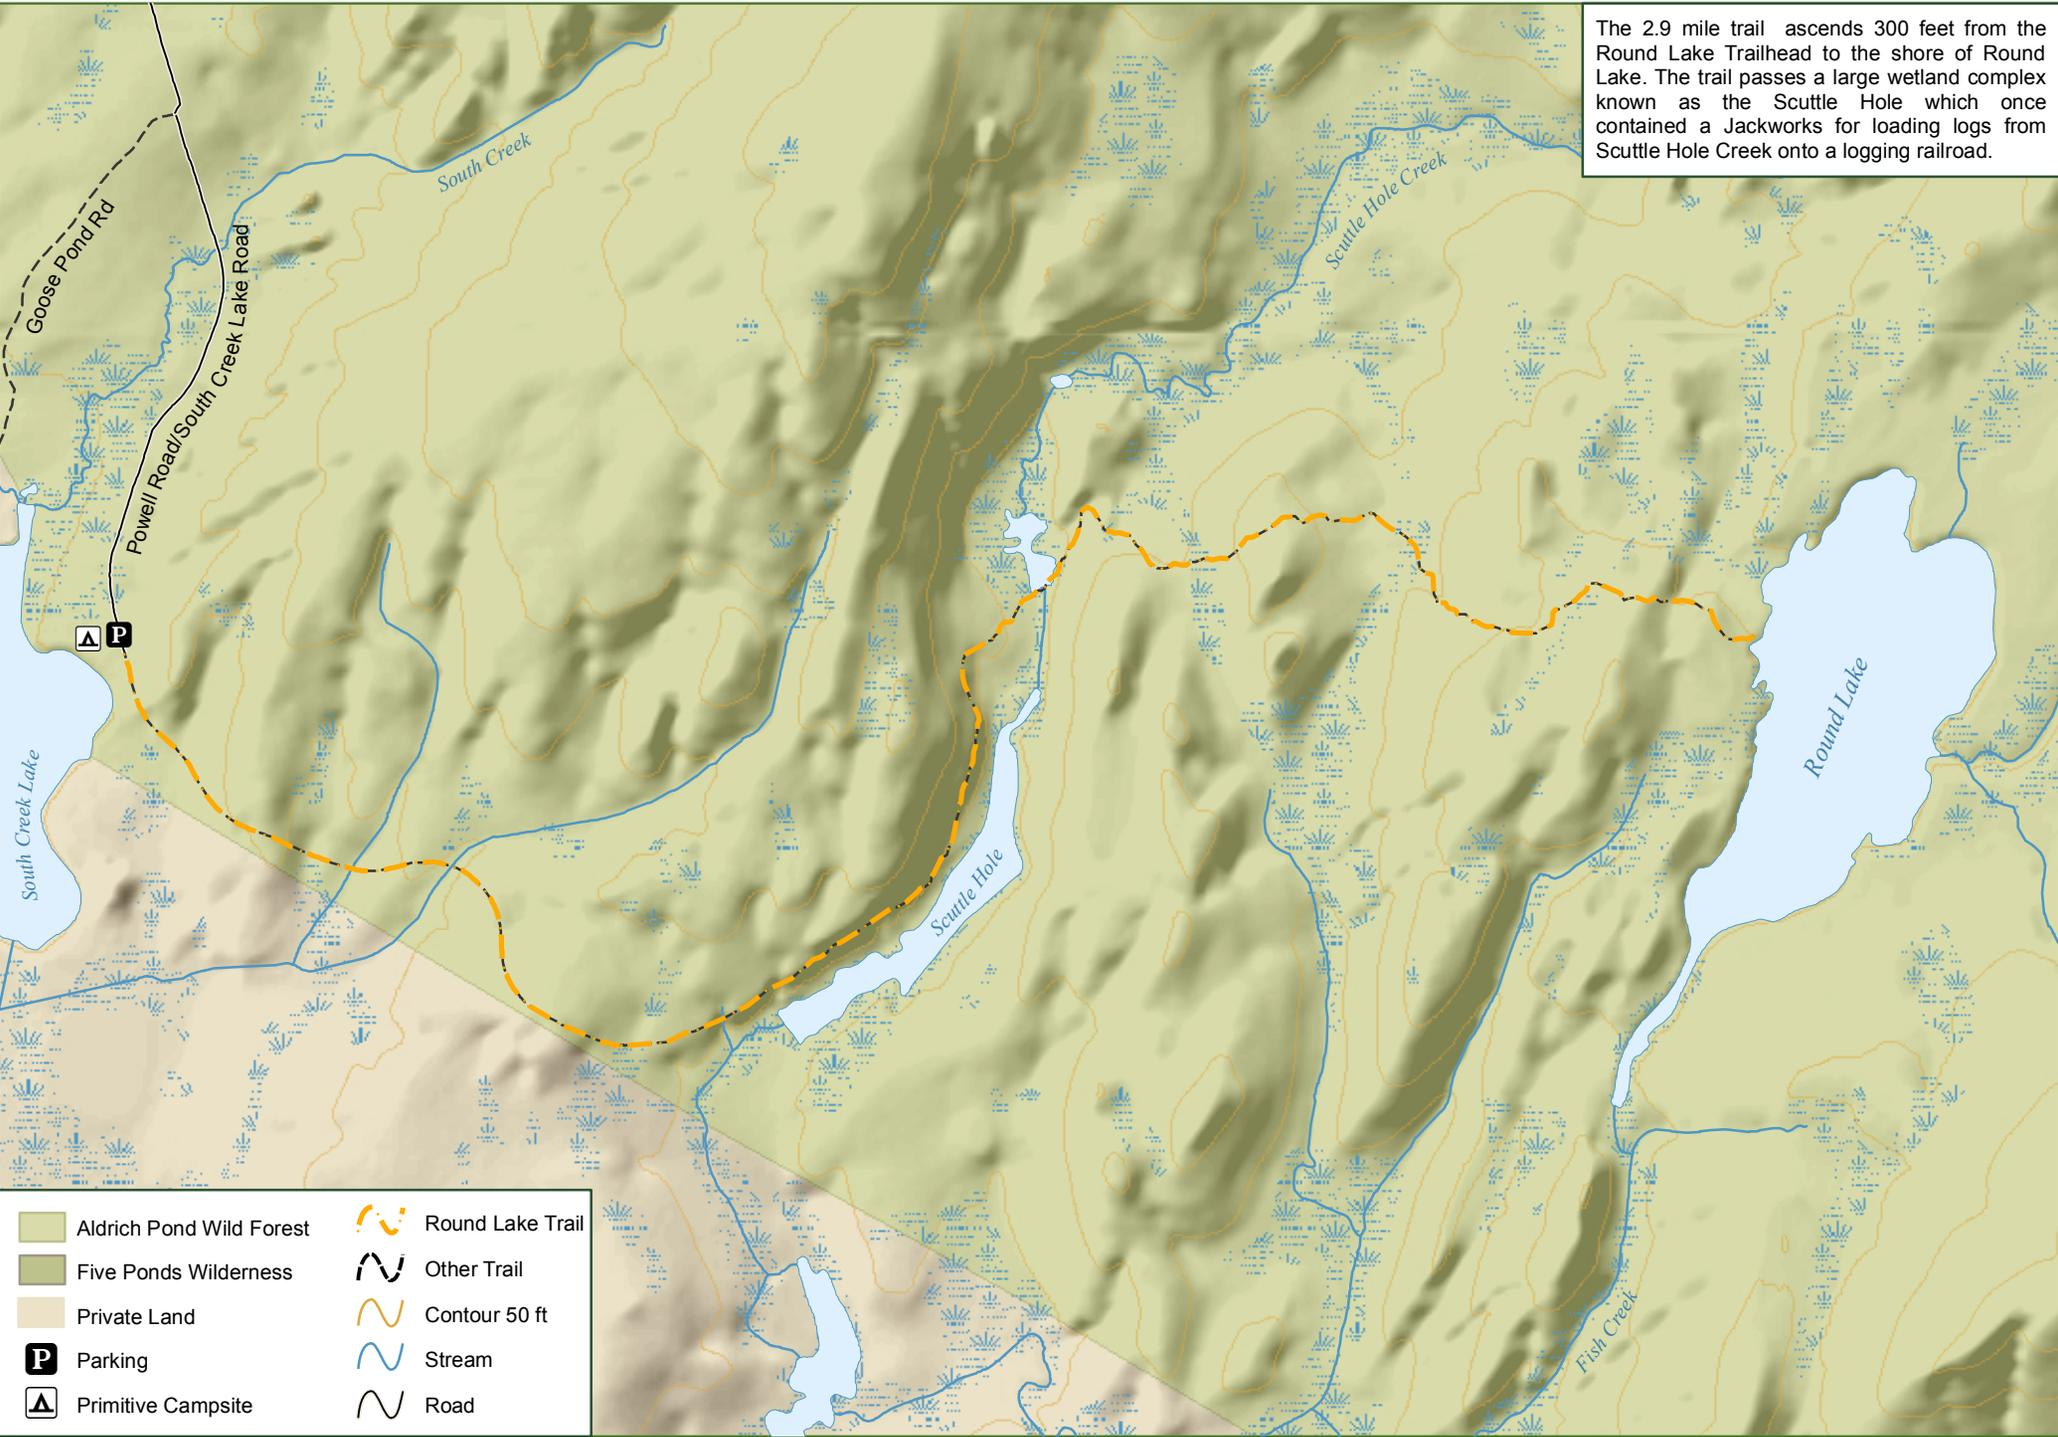 The 2.9 mile trail ascends 300 feet from the
Round Lake Trailhead to the shore of Round
Lake. The trail passes a large wetland complex
known as the Scuttle Hole which once
contained a Jackworks for loading logs from
Scuttle Hole Creek onto a logging railroad.
South Creek
Scuttle Hole Creek
Goose Pond Rd
Powell Road/South Creek Lake Road
P
Round Lake
South Creek Lake
Scuttle Hole
Fish Creek
Aldrich Pond Wild Forest
Five Ponds Wilderness
Private Land
P Parking
Primitive Campsite
Round Lake Trail
Other Trail
Contour 50 ft
Stream
Road